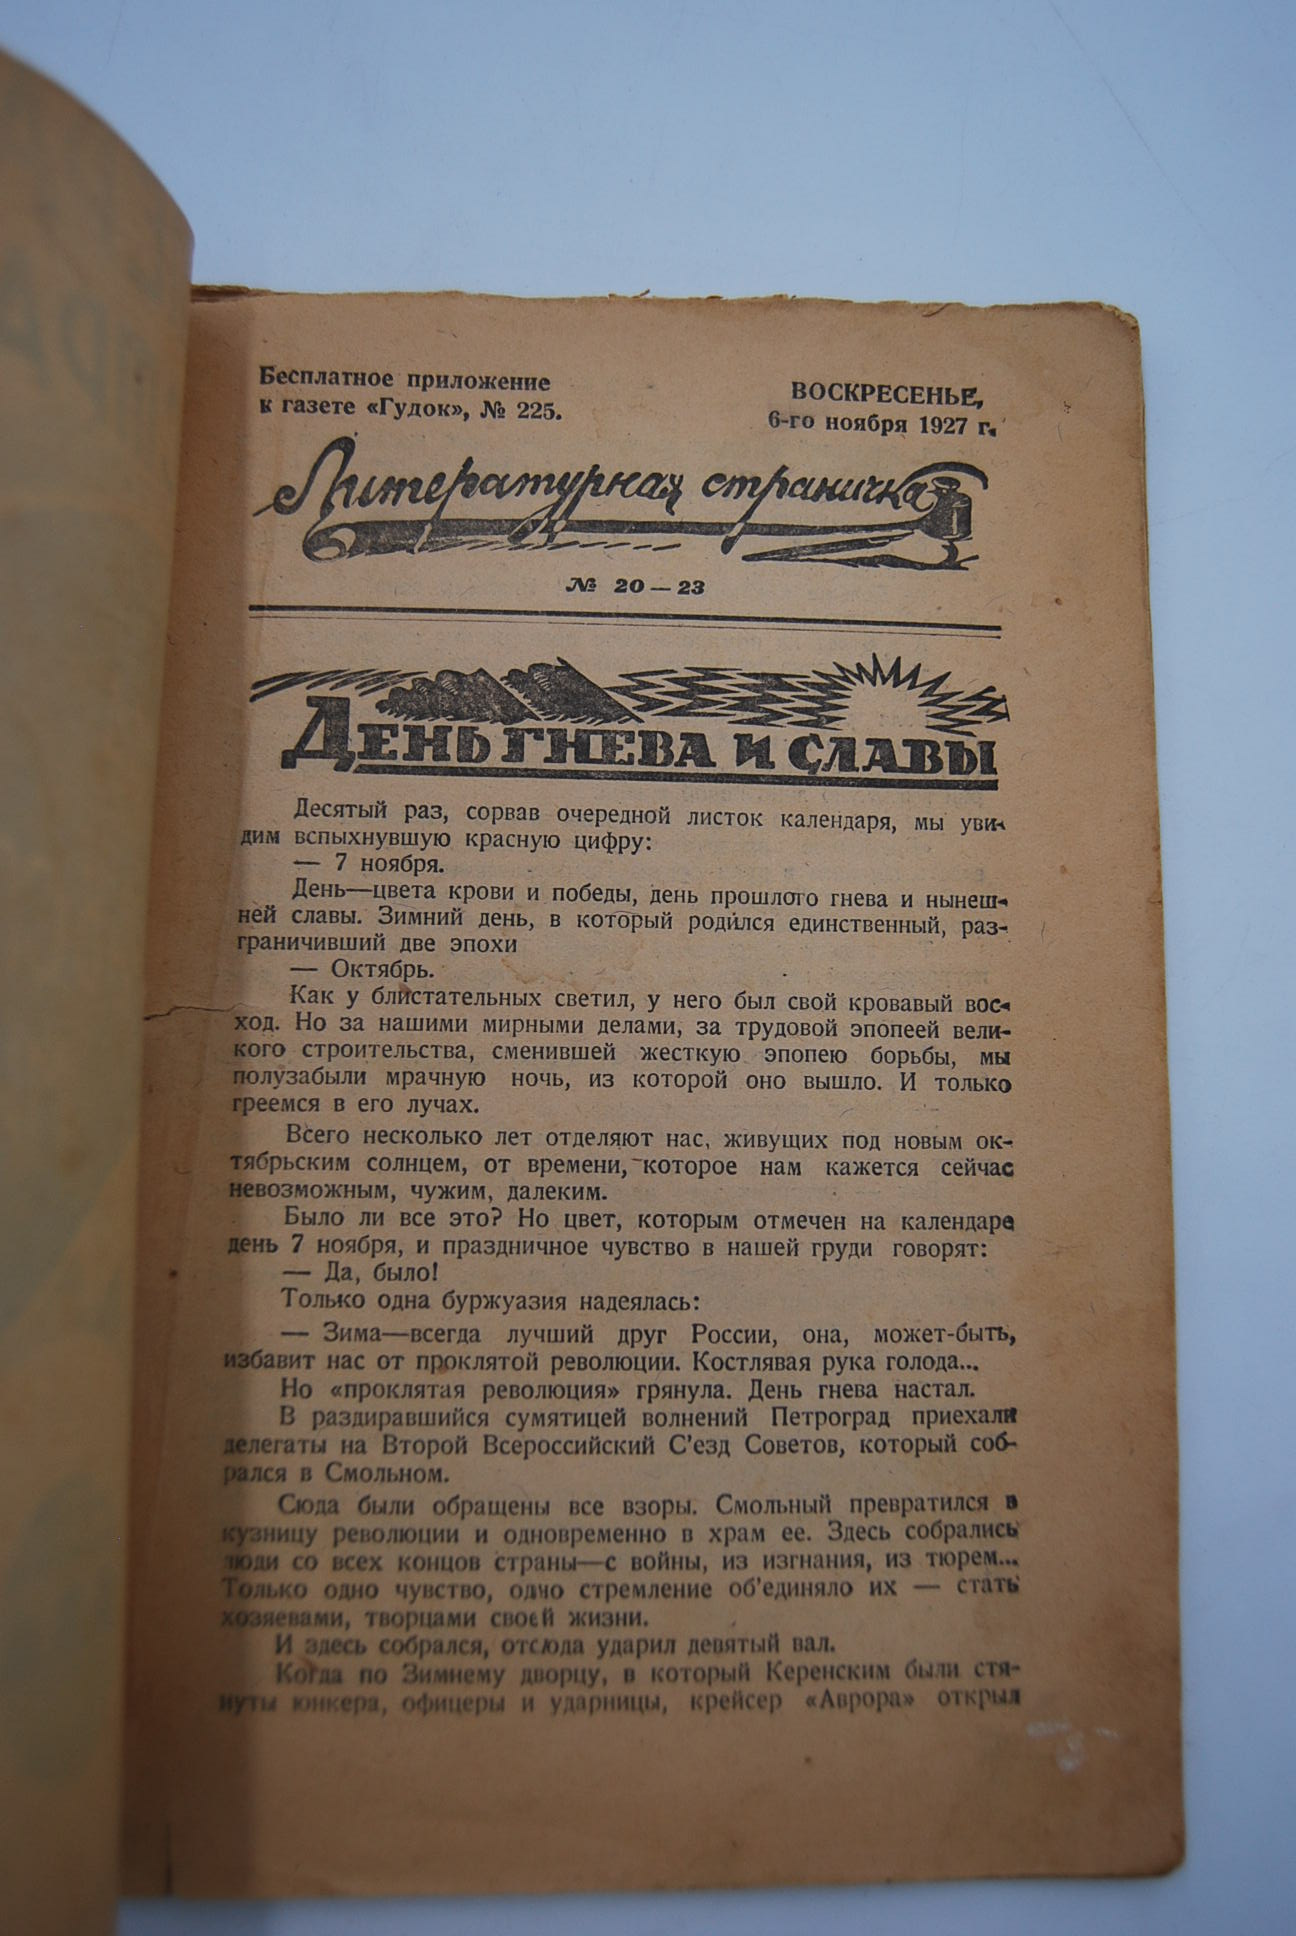 Бесплатное приложение
к газете «Гудок», № 225.
ВОСКРЕСЕНЬЕ,
6-го ноября 1927 г.
Литературная страничка
№ 20—23
ДЕНЬ ГНЕВА И СЛАВЫ
Десятый раз, сорвав очередной листок календаря, мы уви-
дим вспыхнувшую красную цифру:
— 7 ноября.
День—цвета крови и победы, день прошлого гнева и нынеш-
ней славы. Зимний день, в который родился единственный, раз-
граничивший две эпохи
— Октябрь.
Как у блистательных светил, у него был свой кровавый вос-
ход. Но за нашими мирными делами, за трудовой эпопеей вели-
кого строительства, сменившей жесткую эпопею борьбы, мы
полузабыли мрачную ночь, из которой оно вышло. И только
греемся в его лучах.
Всего несколько лет отделяют нас, живущих под новым ок-
тябрьским солнцем, от времени, которое нам кажется сейчас
невозможным, чужим, далеким.
Было ли все это? Но цвет, которым отмечен на календаре
день 7 ноября, и праздничное чувство в нашей груди говорят:
— Да, было!
Только одна буржуазия надеялась:
— Зима—всегда лучший друг России, она, может-быть,
избавит нас от проклятой революции. Костлявая рука голода...
Но «проклятая революция» грянула. День гнева настал.
В раздиравшийся сумятицей волнений Петроград приехали
делегаты на Второй Всероссийский С'езд Советов, который соб-
рался в Смольном.
Сюда были обращены все взоры. Смольный превратился в
кузницу революции и одновременно в храм ее. Здесь собрались
люди со всех концов страны—с войны, из изгнания, из тюрем...
Только одно чувство, одно стремление об'единяло их — стать
хозяевами, творцами своей жизни.
И здесь собрался, отсюда ударил девятый вал.
Когда по Зимнему дворцу, в который Керенским были стя-
нуты юнкера, офицеры и ударницы, крейсер «Аврора» открыл